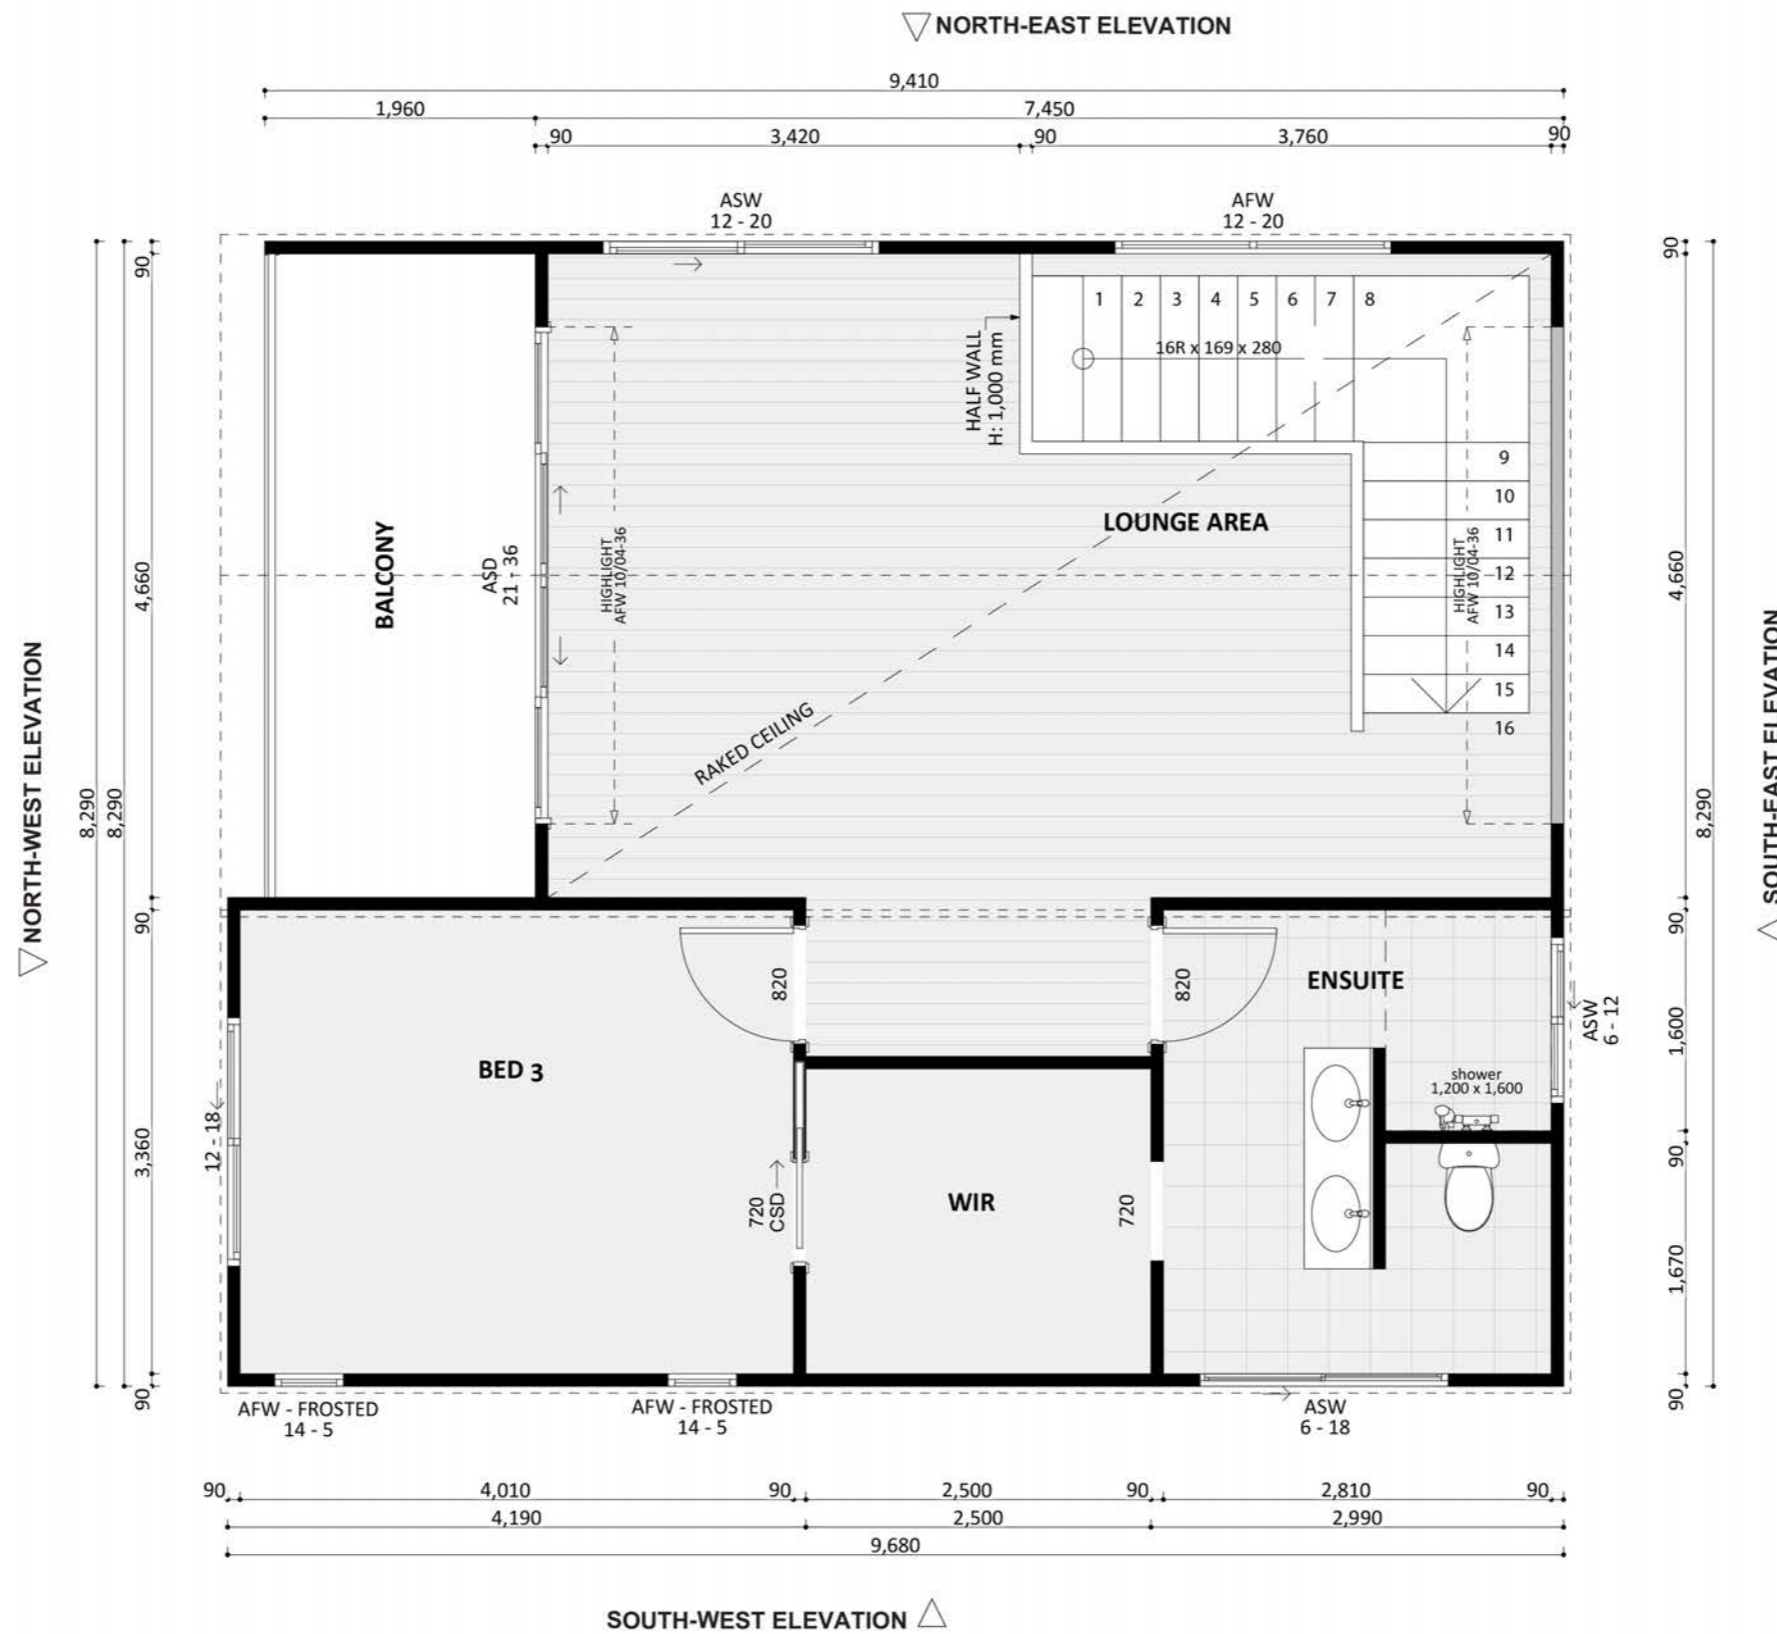 NORTH-EAST ELEVATION
9,410
1,960
7,450
90
3,420
90
3,760
90
ASW
12 - 20
AFW
12 - 20
90
4,660
90
3,360
90
8,290
8,290
NORTH-WEST ELEVATION
BALCONY
ASD
21 - 36
HIGHLIGHT
AFW 10/04-36
HALF WALL
H: 1,000 mm
1 2 3 4 5 6 7 8
16R x 169 x 280
9
10
11
12
13
14
15
16
HIGHLIGHT
AFW 10/04-36
LOUNGE AREA
RAKED CEILING
90
4,660
90
1,600
90
1,670
90
8,290
SOUTH-EAST ELEVATION
BED 3
12 - 18
820
820
ENSUITE
ASW
6 - 12
shower
1,200 x 1,600
720
CSD
WIR
720
AFW - FROSTED
14 - 5
AFW - FROSTED
14 - 5
ASW
6 - 18
90
4,010
90
2,500
90
2,810
90
4,190
2,500
2,990
9,680
SOUTH-WEST ELEVATION